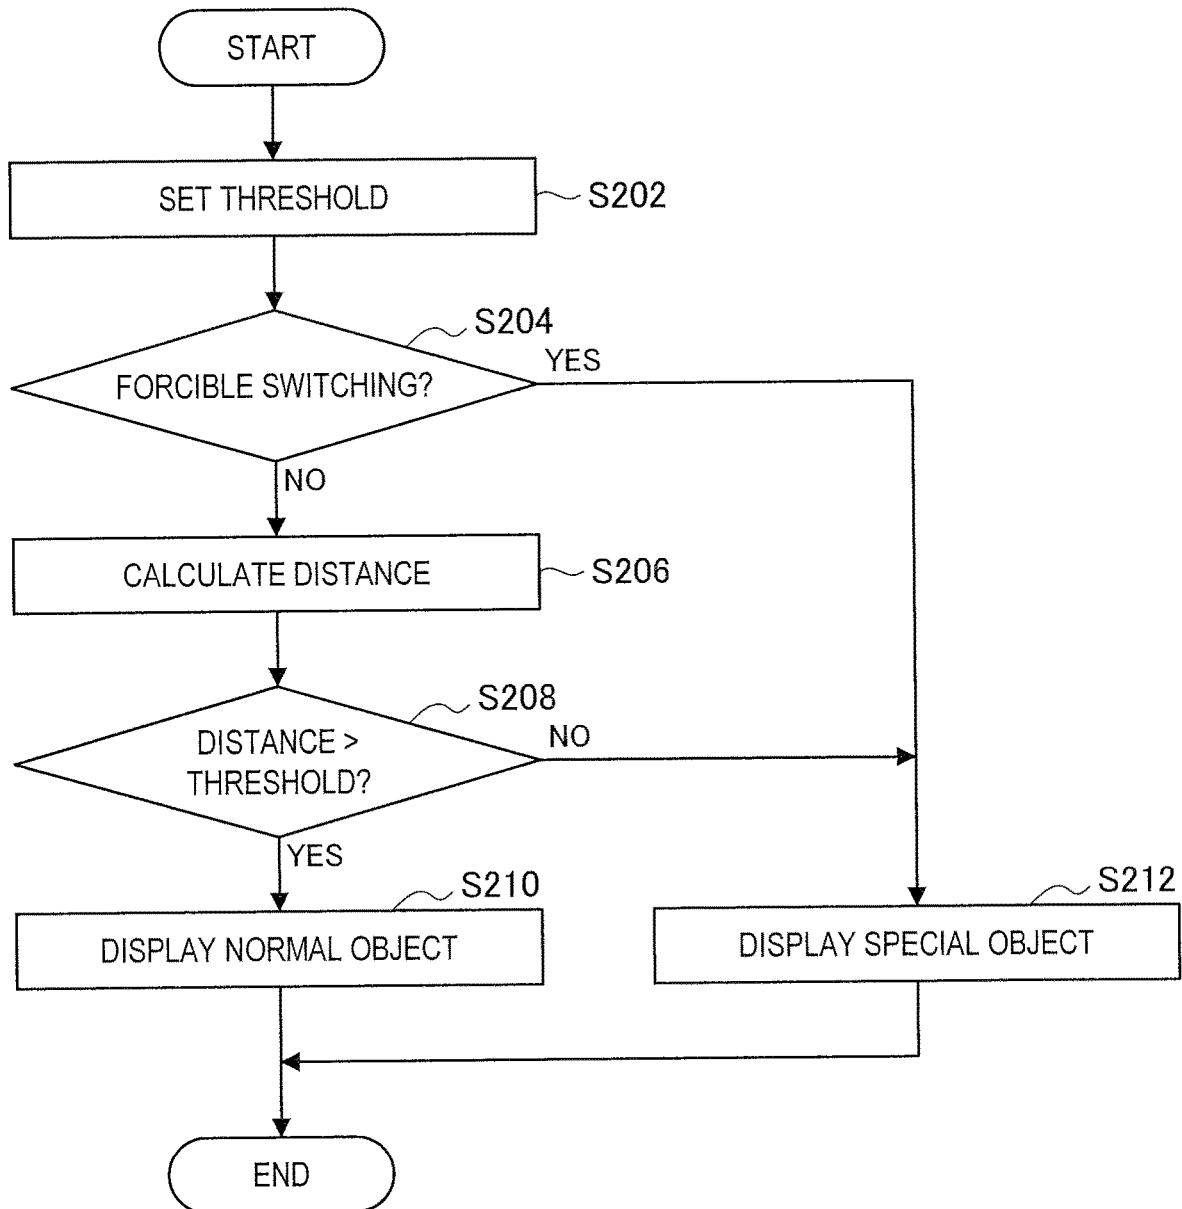 START
SET THRESHOLD
S202
S204
FORCIBLE SWITCHING?
YES
NO
CALCULATE DISTANCE
S206
S208
DISTANCE >
THRESHOLD?
NO
YES
S210
DISPLAY NORMAL OBJECT
S212
DISPLAY SPECIAL OBJECT
END